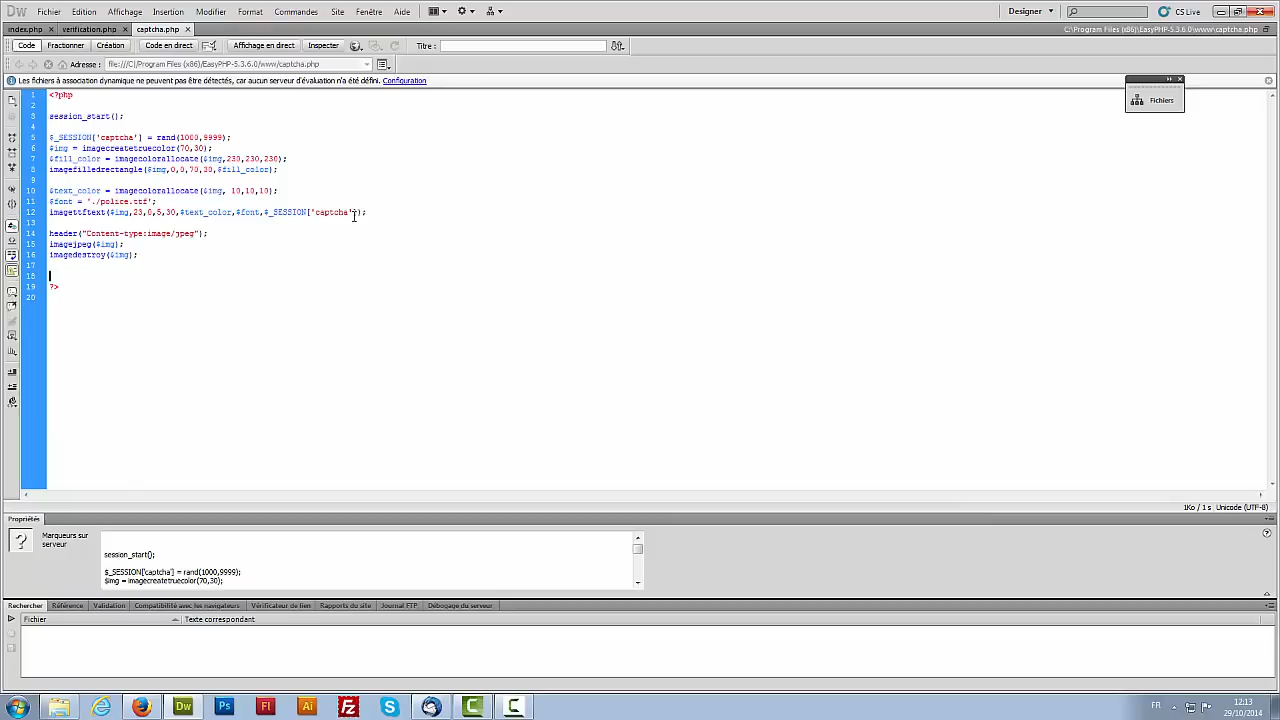 Dw Fichier Edition Affichage Insertion Modifier Format Commandes Site Fenêtre Aide Designer CS Live
index.php verification.php captcha.php C:\Program Files (x86)\EasyPHP-5.3.6.0\www\captcha.php
Code Fractionner Création Code en direct Affichage en direct Inspecter Titre :
Adresse : file:///C|/Program Files (x86)/EasyPHP-5.3.6.0/www/captcha.php
Les fichiers à association dynamique ne peuvent pas être détectés, car aucun serveur d'évaluation n'a été défini. Configuration
Fichiers
1 <?php
2
3 session_start();
4
5 $_SESSION['captcha'] = rand(1000,9999);
6 $img = imagecreatetruecolor(70,30);
7 $fill_color = imagecolorallocate($img,230,230,230);
8 imagefilledrectangle($img,0,0,70,30,$fill_color);
9
10 $text_color = imagecolorallocate($img, 10,10,10);
11 $font = './police.ttf';
12 imagettftext($img,23,0,5,30,$text_color,$font,$_SESSION['captcha']);
13
14 header("Content-type:image/jpeg");
15 imagejpeg($img);
16 imagedestroy($img);
17
18
19 ?>
20
1Ko / 1 s Unicode (UTF-8)
Propriétés
Marqueurs sur
serveur
session_start();
$_SESSION['captcha'] = rand(1000,9999);
$img = imagecreatetruecolor(70,30);
Rechercher Référence Validation Compatibilité avec les navigateurs Vérificateur de lien Rapports du site Journal FTP Débogage du serveur
Fichier Texte correspondant
Dw Ps Fl Ai Fz S C C FR 12:13
29/10/2014